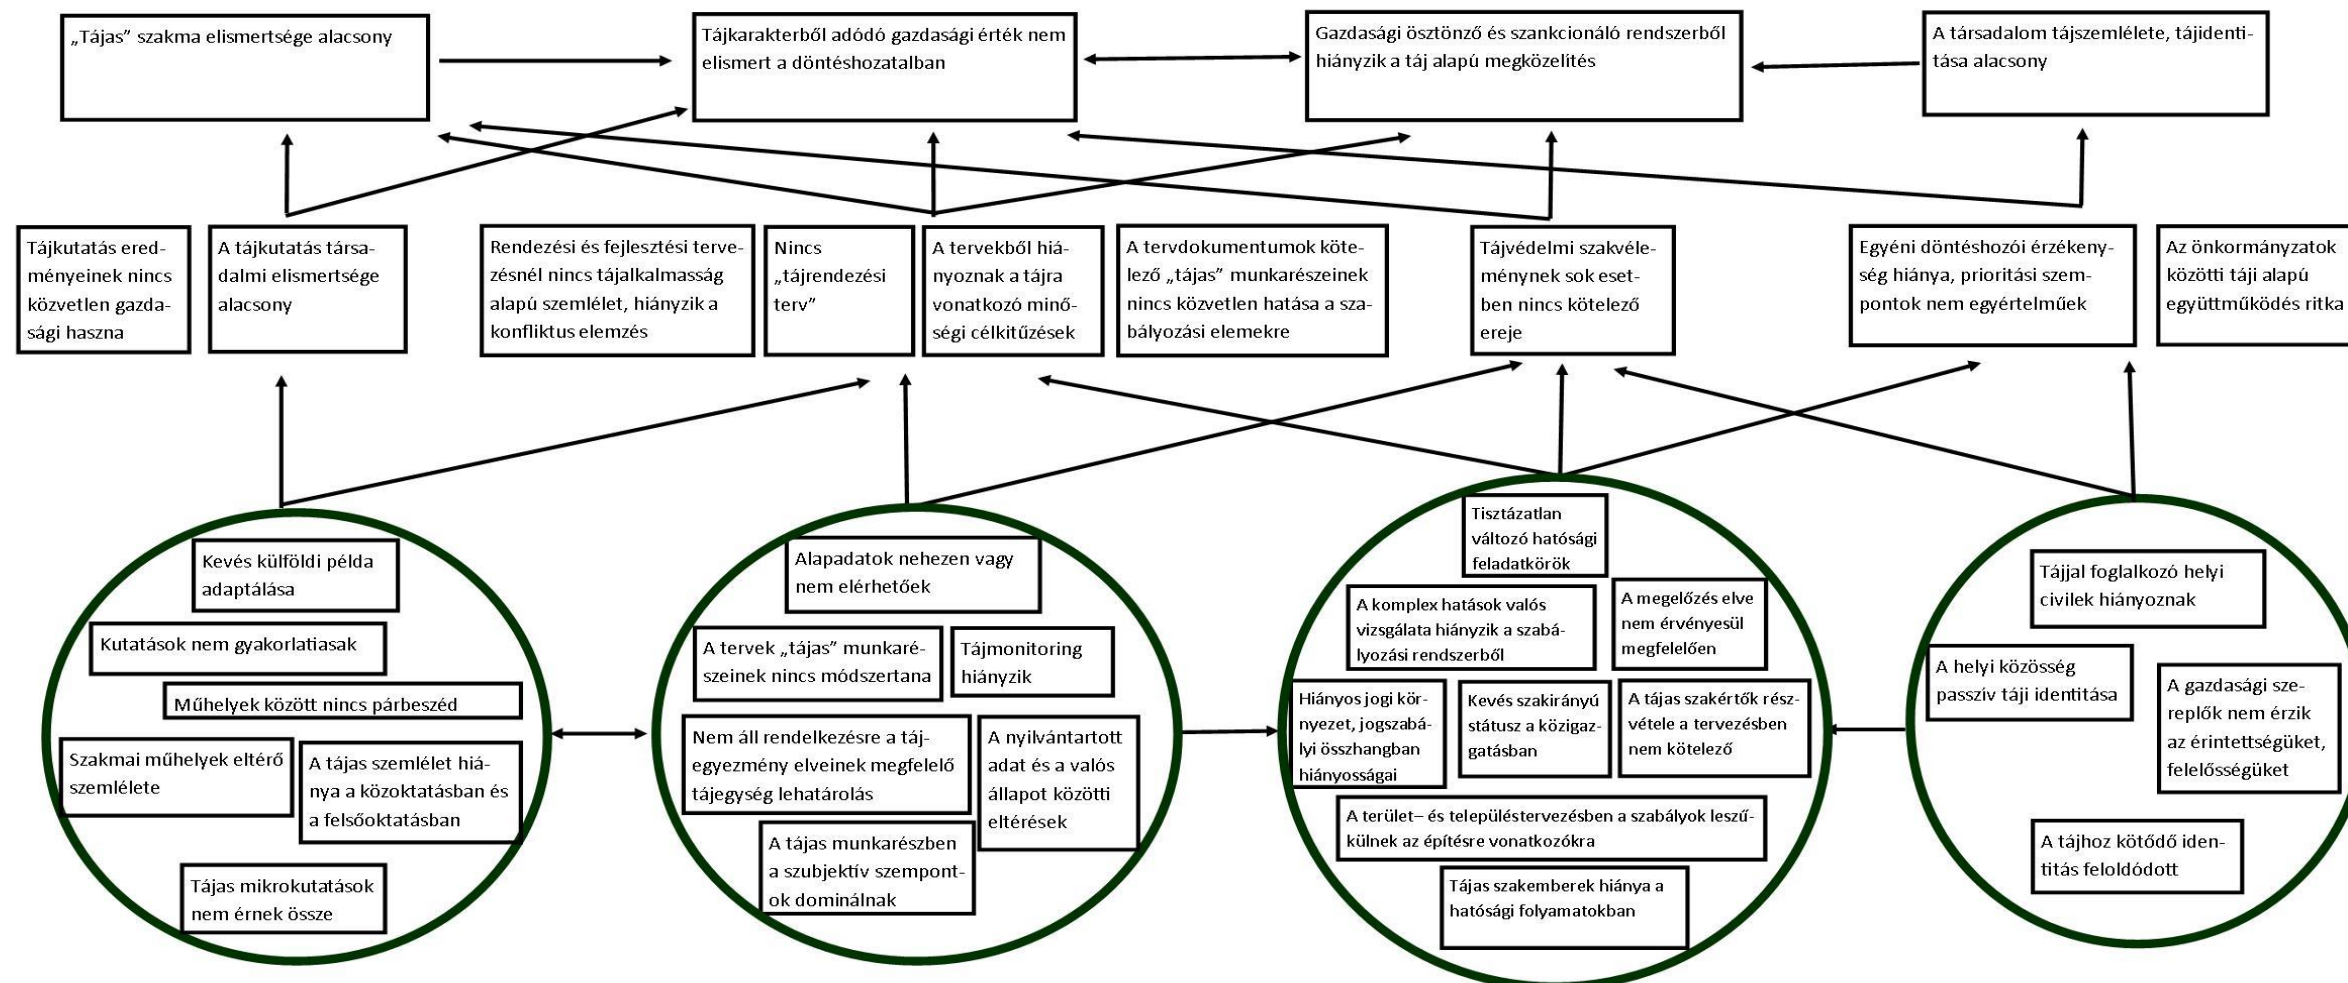 „Tájas” szakma elismertsége alacsony
Tájkarakterből adódó gazdasági érték nem
elismert a döntéshozatalban
Gazdasági ösztönző és szankcionáló rendszerből
hiányzik a táj alapú megközelítés
A társadalom tájszemlélete, tájidenti-
tása alacsony
Tájkutatás ered-
ményeinek nincs
közvetlen gazda-
sági haszna
A tájkutatás társa-
dalmi elismertsége
alacsony
Rendezési és fejlesztési terve-
zésnél nincs tájalkalmasság
alapú szemlélet, hiányzik a
konfliktus elemzés
Nincs
„tájrendezési
terv”
A tervekből hiá-
nyoznak a tájra
vonatkozó minő-
ségi célkitűzések
A tervdokumentumok köte-
lező „tájas” munkarészeinek
nincs közvetlen hatása a sza-
bályozási elemekre
Tájvédelmi szakvéle-
ménynek sok eset-
ben nincs kötelező
ereje
Egyéni döntéshozói érzékeny-
ség hiánya, prioritási szem-
pontok nem egyértelműek
Az önkormányzatok
közötti táji alapú
együttműködés ritka
Kevés külföldi példa
adaptálása
Kutatások nem gyakorlatiasak
Műhelyek között nincs párbeszéd
Szakmai műhelyek eltérő
szemlélete
A tájas szemlélet hiá-
nya a közoktatásban és
a felsőoktatásban
Tájas mikrokutatások
nem érnek össze
Alapadatok nehezen vagy
nem elérhetőek
A tervek „tájas” munkaré-
szeinek nincs módszertana
Tájmonitoring
hiányzik
Nem áll rendelkezésre a táj-
egyezmény elveinek megfelelő
tájegység lehatárolás
A nyilvántartott
adat és a valós
állapot közötti
eltérések
A tájas munkarészben
a szubjektív szempont-
ok dominálnak
Tisztázatlan
változó hatósági
feladatkörök
A komplex hatások valós
vizsgálata hiányzik a szabá-
lyozási rendszerből
A megelőzés elve
nem érvényesül
megfelelően
Hiányos jogi kör-
nyezet, jogszabá-
lyi összhangban
hiányosságai
Kevés szakirányú
státusz a közigaz-
gatásban
A tájas szakértők rész-
vétele a tervezésben
nem kötelező
A terület– és településtervezésben a szabályok leszű-
külnek az építésre vonatkozókra
Tájas szakemberek hiánya a
hatósági folyamatokban
Tájjal foglalkozó helyi
civilek hiányoznak
A helyi közösség
passzív táji identitása
A gazdasági sze-
replők nem érzik
az érintettségüket,
felelősségüket
A tájhoz kötődő iden-
titás feloldódott